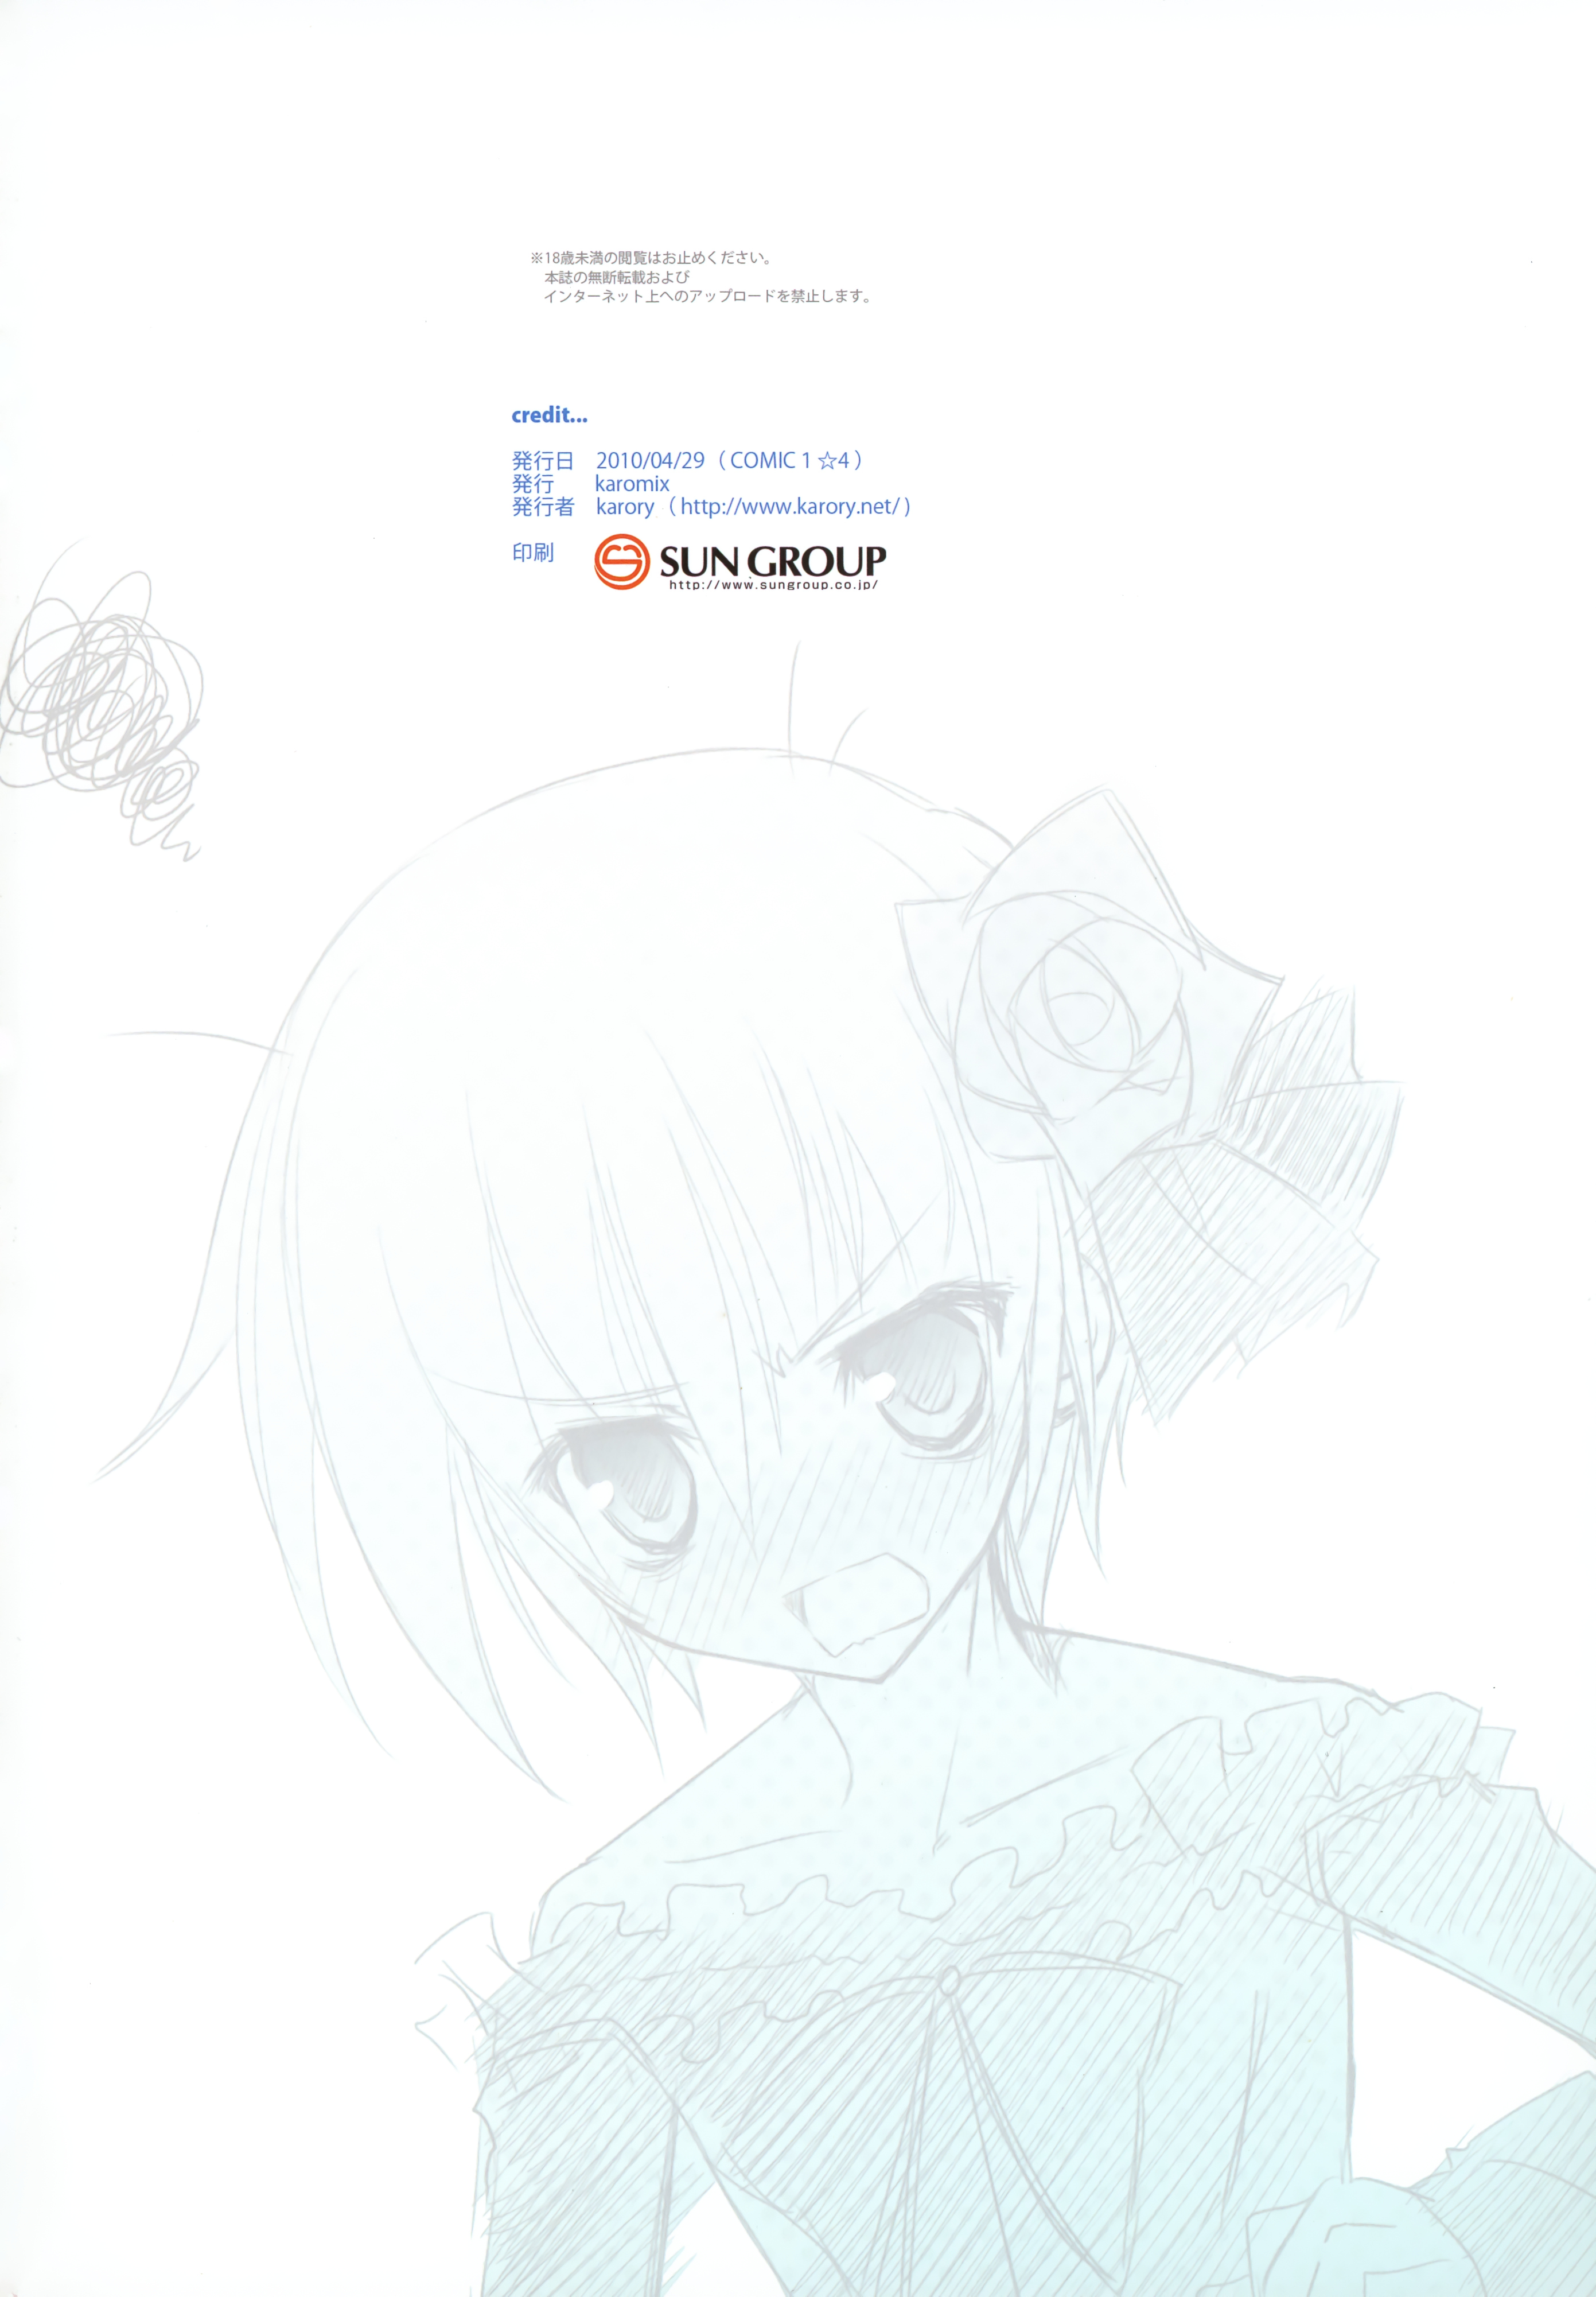 ※18歳未満の閲覧はお止めください。
本誌の無断転載および
インターネット上へのアップロードを禁止します。
credit...
発行日 2010/04/29（COMIC 1 ☆4）
発行 karomix
発行者 karory（http://www.karory.net/）
印刷 SUN GROUP
http://www.sungroup.co.jp/